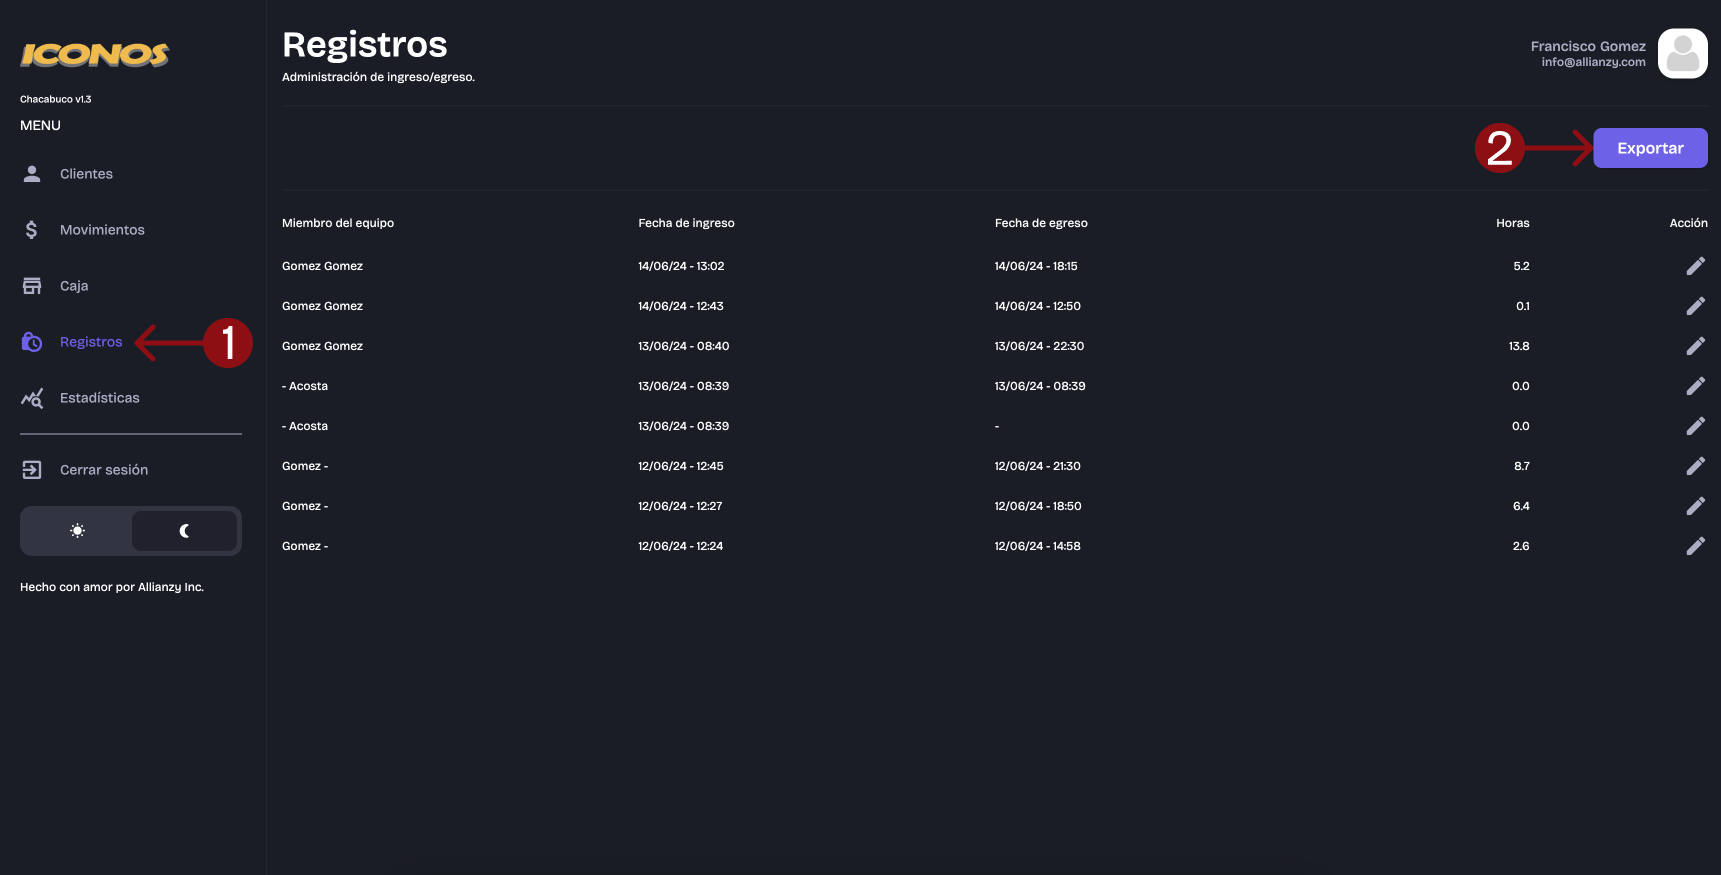 ICONOS
Chacabuco v1.3
MENU
Clientes
Movimientos
Caja
Registros
1
Estadísticas
Cerrar sesión
Hecho con amor por Allianzy Inc.
Registros
Administración de ingreso/egreso.
Francisco Gomez
info@allianzy.com
2
Exportar
Miembro del equipo Fecha de ingreso Fecha de egreso Horas Acción
Gomez Gomez 14/06/24 - 13:02 14/06/24 - 18:15 5.2
Gomez Gomez 14/06/24 - 12:43 14/06/24 - 12:50 0.1
Gomez Gomez 13/06/24 - 08:40 13/06/24 - 22:30 13.8
- Acosta 13/06/24 - 08:39 13/06/24 - 08:39 0.0
- Acosta 13/06/24 - 08:39 - 0.0
Gomez - 12/06/24 - 12:45 12/06/24 - 21:30 8.7
Gomez - 12/06/24 - 12:27 12/06/24 - 18:50 6.4
Gomez - 12/06/24 - 12:24 12/06/24 - 14:58 2.6